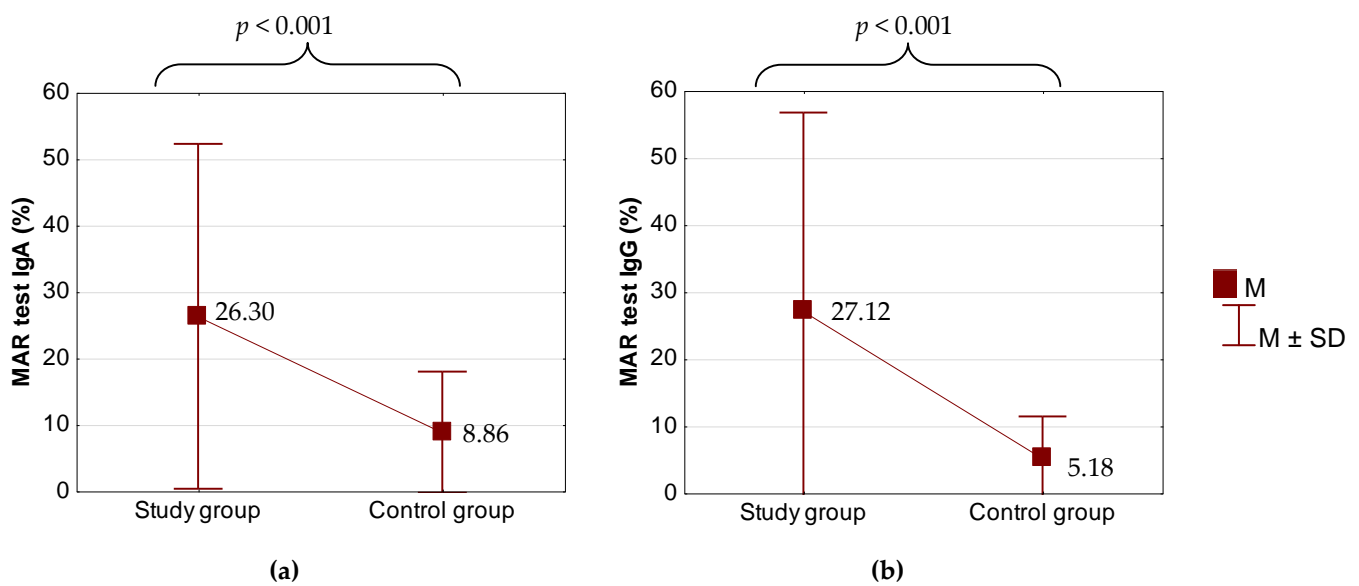 p < 0.001
60
50
40
30
20
10
0
MAR test IgA (%)
26.30
8.86
Study group
Control group
(a)
p < 0.001
60
50
40
30
20
10
0
MAR test IgG (%)
27.12
5.18
Study group
Control group
(b)
M
M ± SD